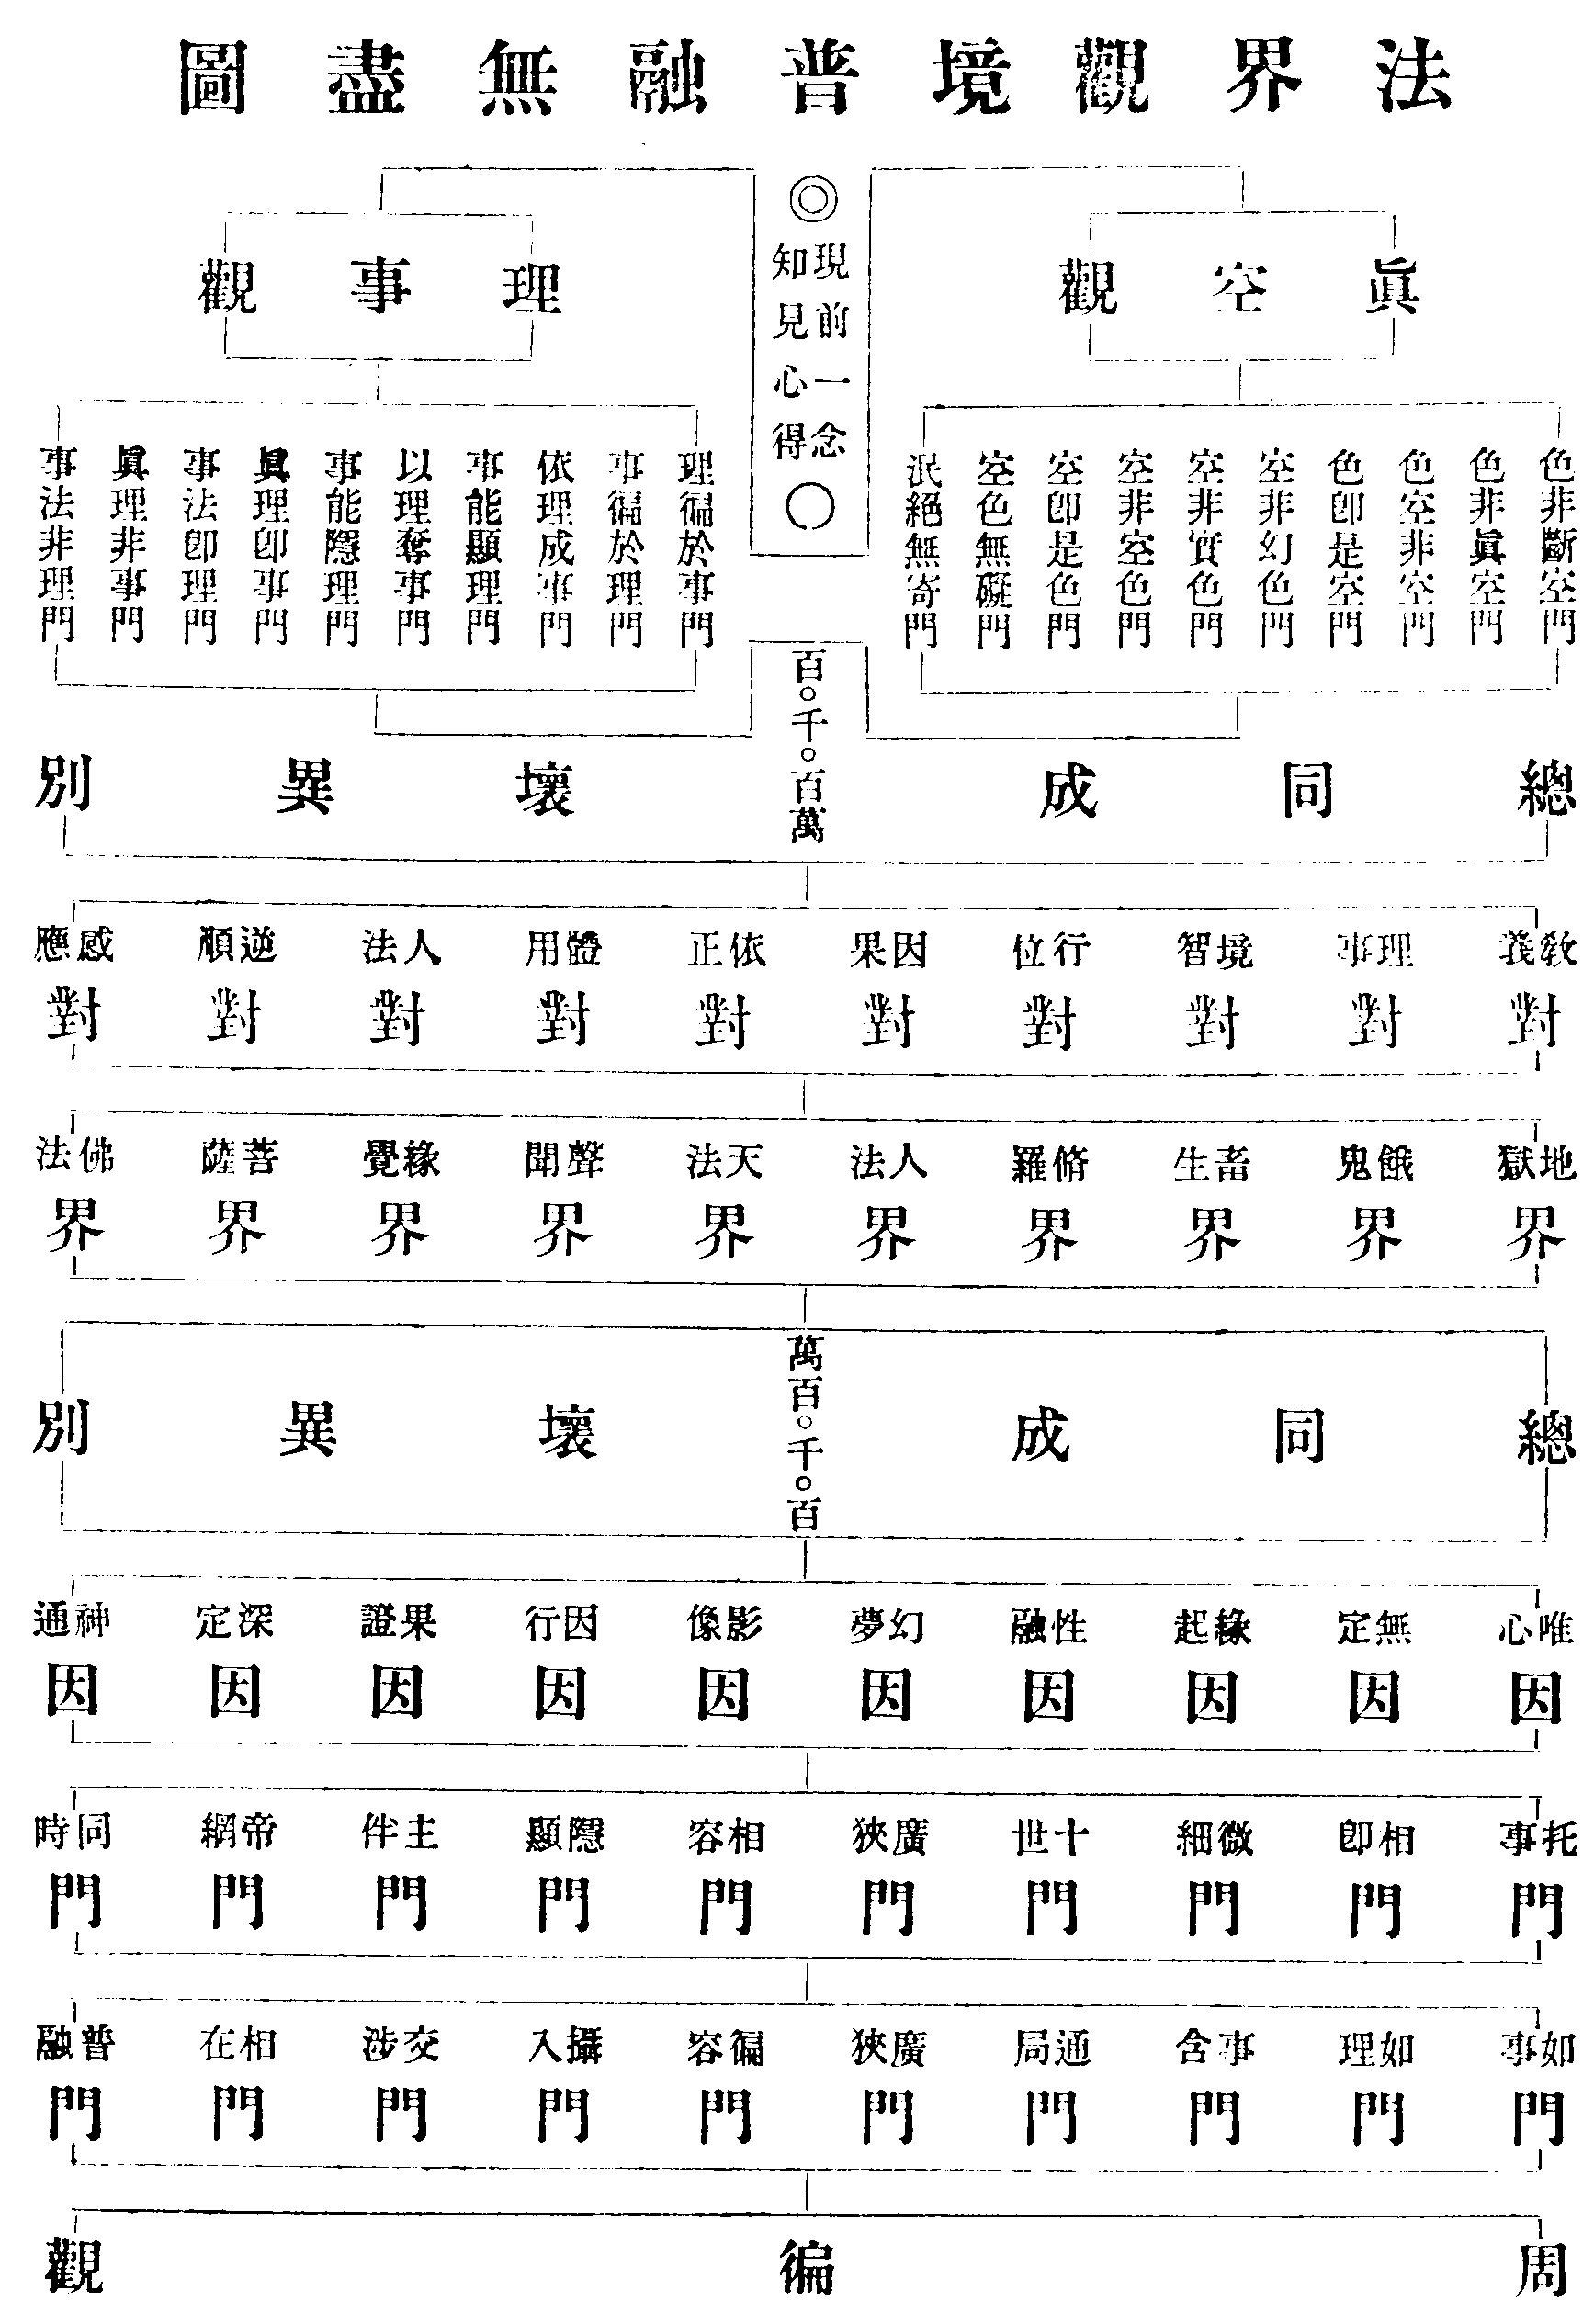 法界觀境普融無盡圖
◎
現前一念
知見心得
○
眞空觀
色非斷空門
色非眞空門
色空非空門
色卽是空門
空非幻色門
空非實色門
空非空色門
空卽是色門
空色無礙門
泯絕無寄門
理事觀
理徧於事門
事徧於理門
依理成事門
事能顯理門
以理奪事門
事能隱理門
眞理卽事門
事法卽理門
眞理非事門
事法非理門
百○千○百萬
總同成壞異別
敎義對
理事對
境智對
行位對
因果對
依正對
體用對
人法對
逆順對
感應對
地獄界
餓鬼界
畜生界
脩羅界
人法界
天法界
聲聞界
緣覺界
菩薩界
佛法界
萬百○千○百
總同成壞異別
唯心因
無定因
緣起因
性融因
幻夢因
影像因
因行因
果證因
深定因
神通因
托事門
相卽門
微細門
十世門
廣狹門
相容門
隱顯門
主伴門
帝網門
同時門
如事門
如理門
事含門
通局門
廣狹門
徧容門
攝入門
交涉門
相在門
普融門
周徧觀